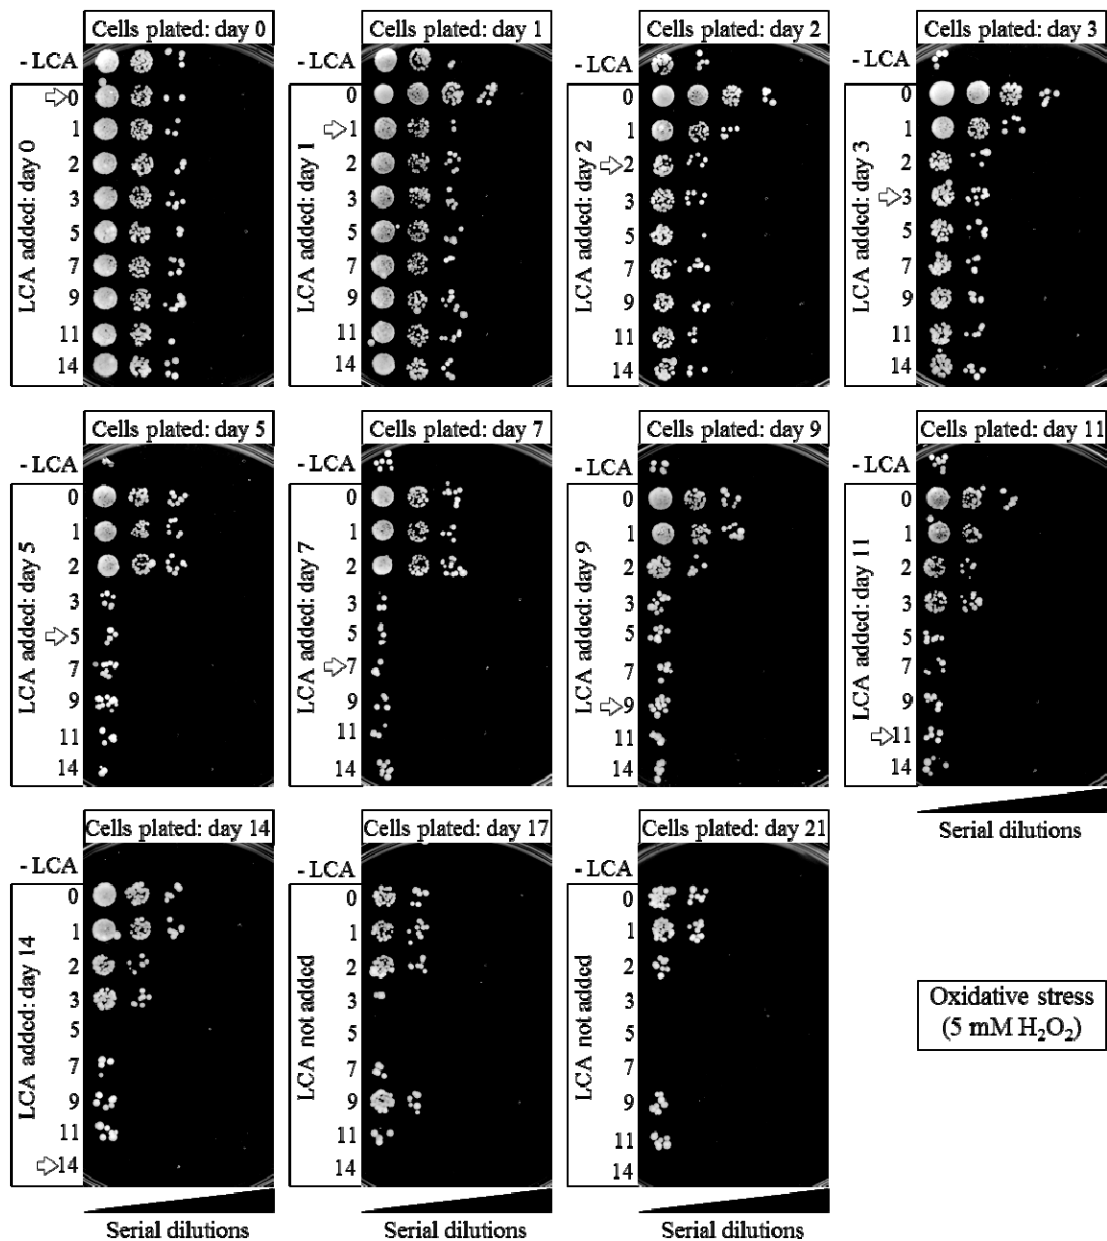 Cells plated: day 0
- LCA
LCA added: day 0
0
1
2
3
5
7
9
11
14
Cells plated: day 1
- LCA
LCA added: day 1
0
1
2
3
5
7
9
11
14
Cells plated: day 2
- LCA
LCA added: day 2
0
1
2
3
5
7
9
11
14
Cells plated: day 3
- LCA
LCA added: day 3
0
1
2
3
5
7
9
11
14
Cells plated: day 5
- LCA
LCA added: day 5
0
1
2
3
5
7
9
11
14
Cells plated: day 7
- LCA
LCA added: day 7
0
1
2
3
5
7
9
11
14
Cells plated: day 9
- LCA
LCA added: day 9
0
1
2
3
5
7
9
11
14
Cells plated: day 11
- LCA
LCA added: day 11
0
1
2
3
5
7
9
11
14
Serial dilutions
Cells plated: day 14
- LCA
LCA added: day 14
0
1
2
3
5
7
9
11
14
Serial dilutions
Cells plated: day 17
- LCA
LCA not added
0
1
2
3
5
7
9
11
14
Serial dilutions
Cells plated: day 21
- LCA
LCA not added
0
1
2
3
5
7
9
11
14
Serial dilutions
Oxidative stress
(5 mM H₂O₂)